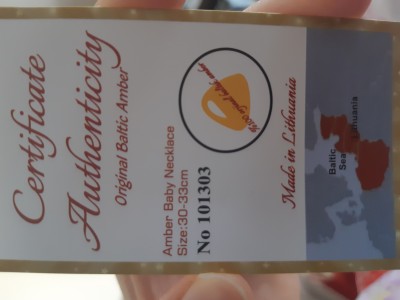 Certificate
Authenticity
Original Baltic Amber
Amber Baby Necklace
Size:30-33cm
No 101303
Made in Lithuania
Baltic
Sea
Lithuania